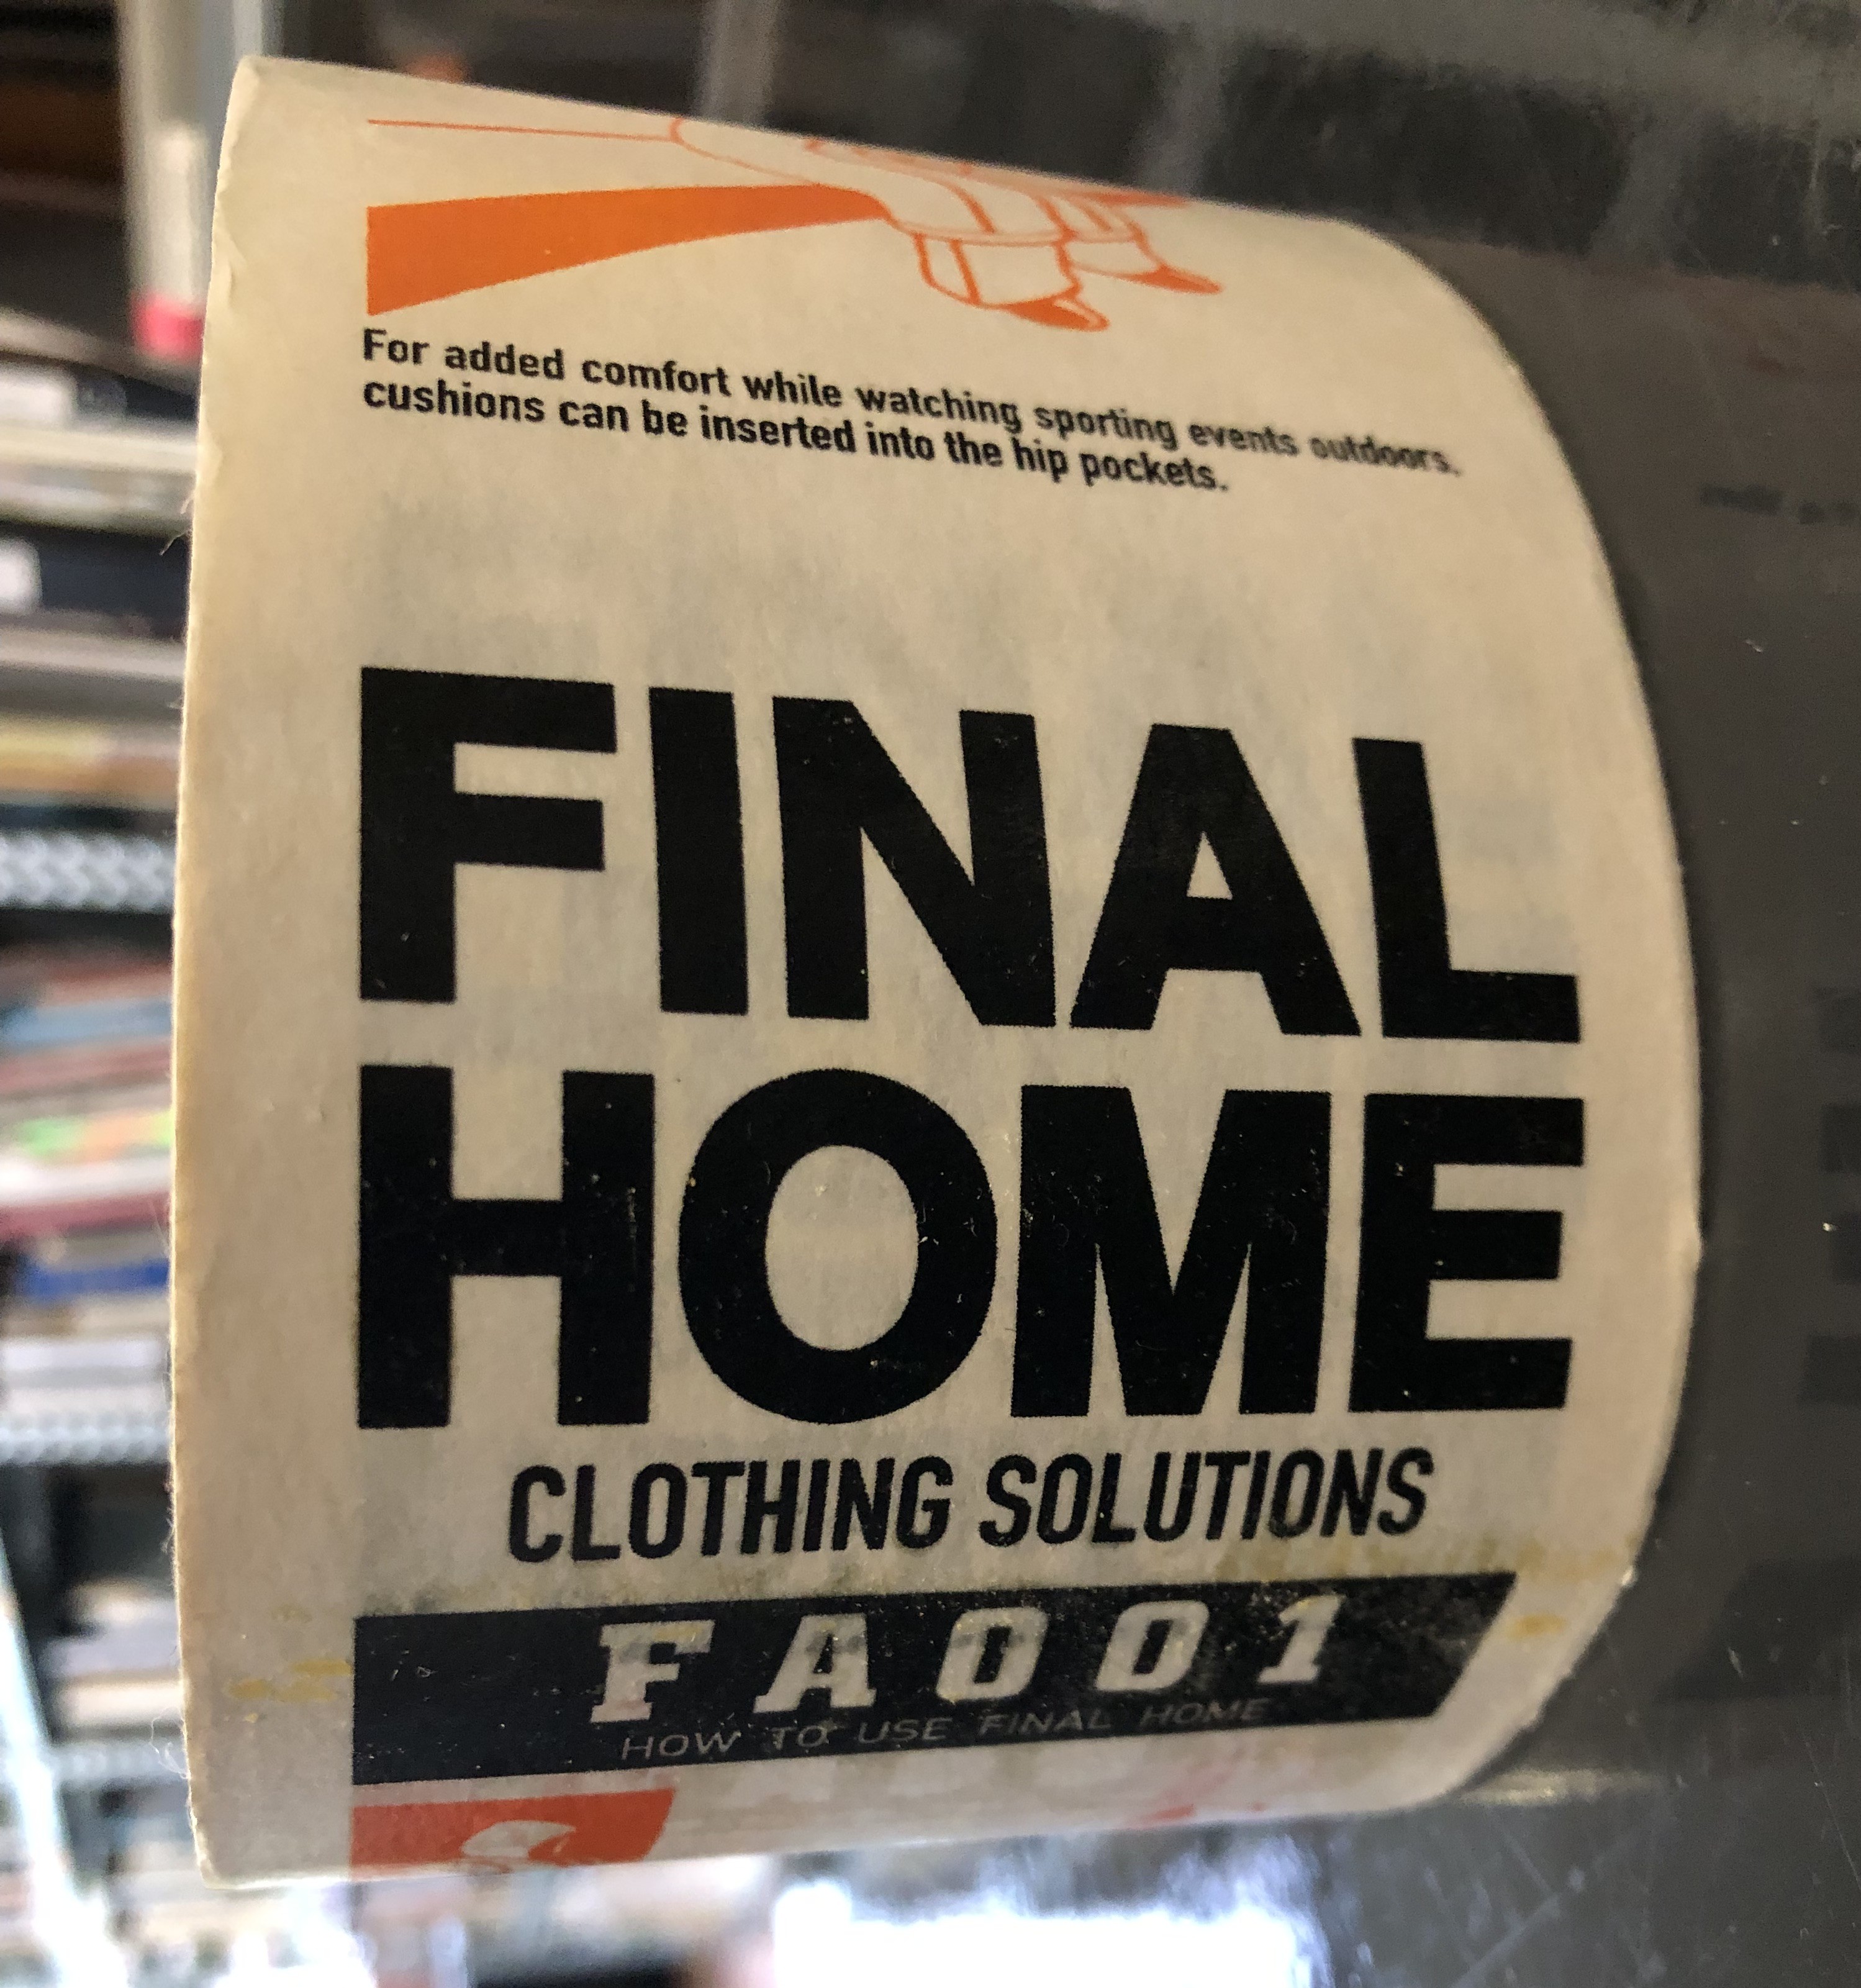 For added comfort while watching sporting events outdoors.
cushions can be inserted into the hip pockets.
FINAL
HOME
CLOTHING SOLUTIONS
FA001
HOW TO USE FINAL HOME